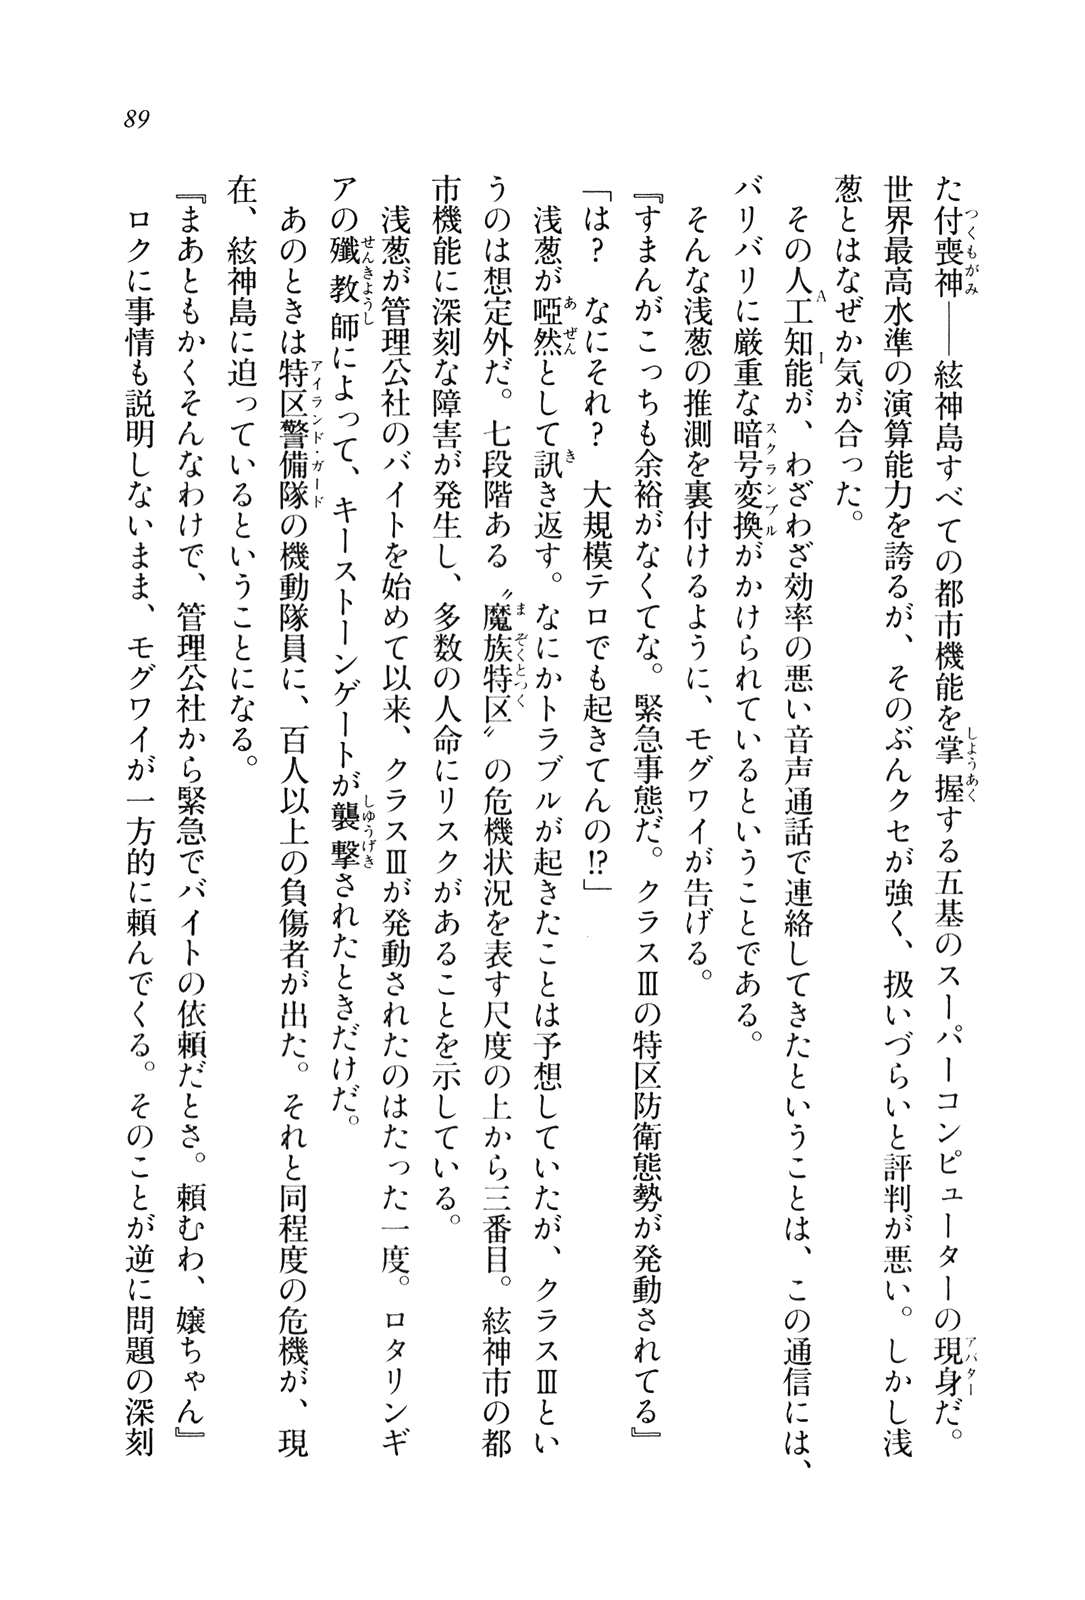 89
た付喪神――絃神島すべての都市機能を掌握する五基のスーパーコンピューターの現身だ。
世界最高水準の演算能力を誇るが、そのぶんクセが強く、扱いづらいと評判が悪い。しかし浅
葱とはなぜか気が合った。
その人工知能が、わざわざ効率の悪い音声通話で連絡してきたということは、この通信には、
バリバリに厳重な暗号変換がかけられているということである。
そんな浅葱の推測を裏付けるように、モグワイが告げる。
『すまんがこっちも余裕がなくてな。緊急事態だ。クラスⅢの特区防衛態勢が発動されてる』
「は？　なにそれ？　大規模テロでも起きてんの!?」
浅葱が啞然として訊き返す。なにかトラブルが起きたことは予想していたが、クラスⅢとい
うのは想定外だ。七段階ある〝魔族特区〟の危機状況を表す尺度の上から三番目。絃神市の都
市機能に深刻な障害が発生し、多数の人命にリスクがあることを示している。
浅葱が管理公社のバイトを始めて以来、クラスⅢが発動されたのはたった一度。ロタリンギ
アの殲教師によって、キーストーンゲートが襲撃されたときだけだ。
あのときは特区警備隊の機動隊員に、百人以上の負傷者が出た。それと同程度の危機が、現
在、絃神島に迫っているということになる。
『まあともかくそんなわけで、管理公社から緊急でバイトの依頼だとさ。頼むわ、嬢ちゃん』
ロクに事情も説明しないまま、モグワイが一方的に頼んでくる。そのことが逆に問題の深刻